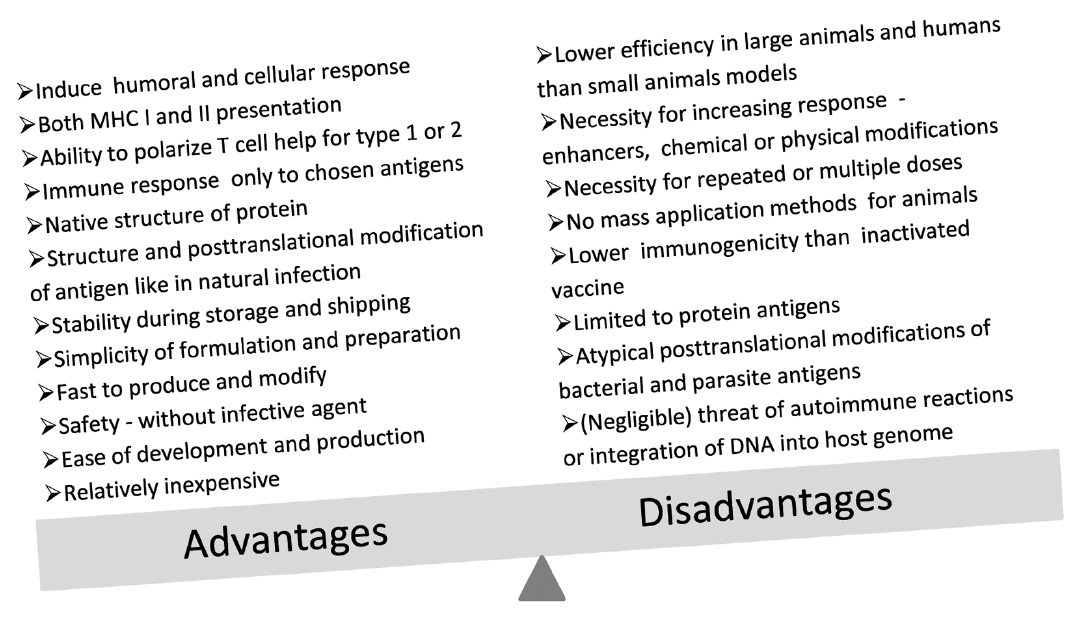 ➢Induce humoral and cellular response
➢Both MHC I and II presentation
➢Ability to polarize T cell help for type 1 or 2
➢Immune response only to chosen antigens
➢Native structure of protein
➢Structure and posttranslational modification
of antigen like in natural infection
➢Stability during storage and shipping
➢Simplicity of formulation and preparation
➢Fast to produce and modify
➢Safety - without infective agent
➢Ease of development and production
➢Relatively inexpensive
Advantages
➢Lower efficiency in large animals and humans
than small animals models
➢Necessity for increasing response -
enhancers, chemical or physical modifications
➢Necessity for repeated or multiple doses
➢No mass application methods for animals
➢Lower immunogenicity than inactivated
vaccine
➢Limited to protein antigens
➢Atypical posttranslational modifications of
bacterial and parasite antigens
➢(Negligible) threat of autoimmune reactions
or integration of DNA into host genome
Disadvantages